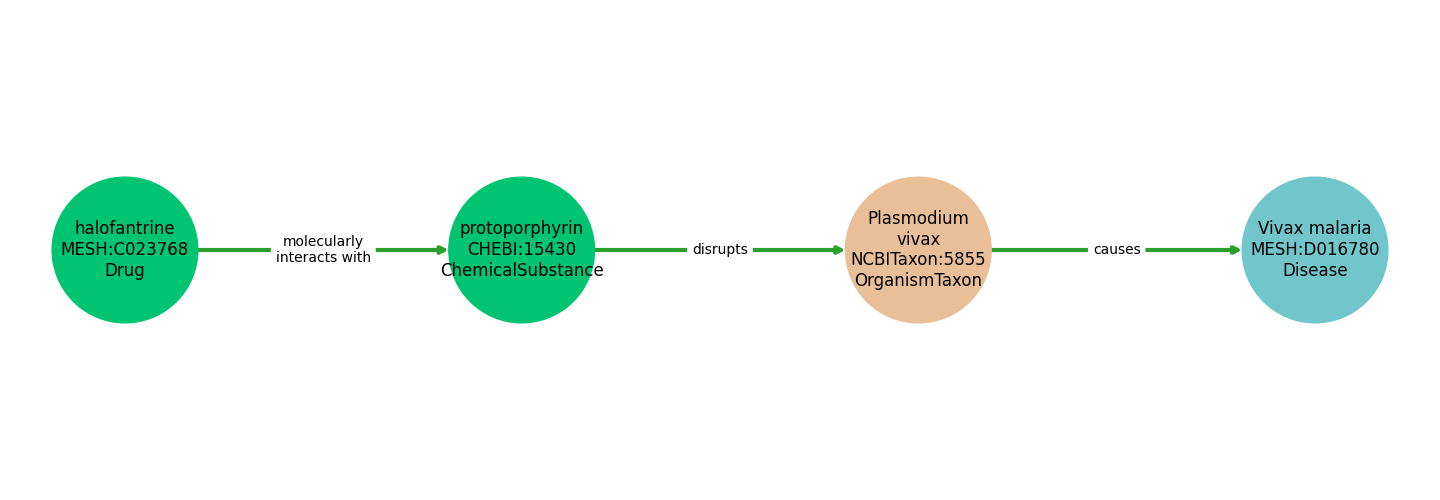 halofantrine
MESH:C023768
Drug
molecularly
interacts with
protoporphyrin
CHEBI:15430
ChemicalSubstance
disrupts
Plasmodium
vivax
NCBITaxon:5855
OrganismTaxon
causes
Vivax malaria
MESH:D016780
Disease